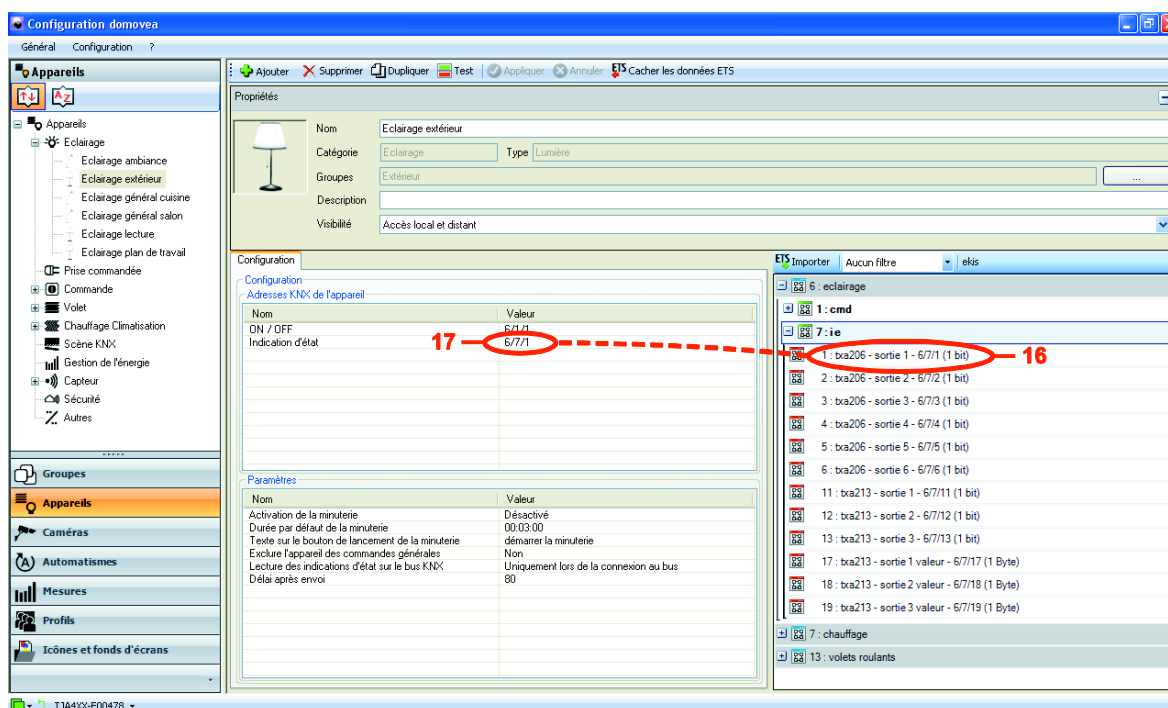 Configuration domovea
Général Configuration ?
Appareils
Ajouter Supprimer Dupliquer Test Appliquer Annuler ETS Cacher les données ETS
A Z
Propriétés
Appareils
Eclairage
Eclairage ambiance
Eclairage extérieur
Eclairage général cuisine
Eclairage général salon
Eclairage lecture
Eclairage plan de travail
Prise commandée
Commande
Volet
Chauffage Climatisation
Scène KNX
Gestion de l'énergie
Capteur
Sécurité
Autres
Groupes
Appareils
Caméras
Automatismes
Mesures
Profils
Icônes et fonds d'écrans
Nom Eclairage extérieur
Catégorie Eclairage Type Lumière
Groupes Extérieur ...
Description
Visibilité Accès local et distant
Configuration
Configuration
Adresses KNX de l'appareil
Nom Valeur
ON / OFF 6/1/1
Indication d'état 17 6/7/1
Paramètres
Nom Valeur
Activation de la minuterie Désactivé
Durée par défaut de la minuterie 00:03:00
Texte sur le bouton de lancement de la minuterie démarrer la minuterie
Exclure l'appareil des commandes générales Non
Lecture des indications d'état sur le bus KNX Uniquement lors de la connexion au bus
Délai après envoi 80
ETS Importer Aucun filtre ekis
6 : eclairage
1 : cmd
7 : ie
1 : txa206 - sortie 1 - 6/7/1 (1 bit) 16
2 : txa206 - sortie 2 - 6/7/2 (1 bit)
3 : txa206 - sortie 3 - 6/7/3 (1 bit)
4 : txa206 - sortie 4 - 6/7/4 (1 bit)
5 : txa206 - sortie 5 - 6/7/5 (1 bit)
6 : txa206 - sortie 6 - 6/7/6 (1 bit)
11 : txa213 - sortie 1 - 6/7/11 (1 bit)
12 : txa213 - sortie 2 - 6/7/12 (1 bit)
13 : txa213 - sortie 3 - 6/7/13 (1 bit)
17 : txa213 - sortie 1 valeur - 6/7/17 (1 Byte)
18 : txa213 - sortie 2 valeur - 6/7/18 (1 Byte)
19 : txa213 - sortie 3 valeur - 6/7/19 (1 Byte)
7 : chauffage
13 : volets roulants
TJA4XX-E00478